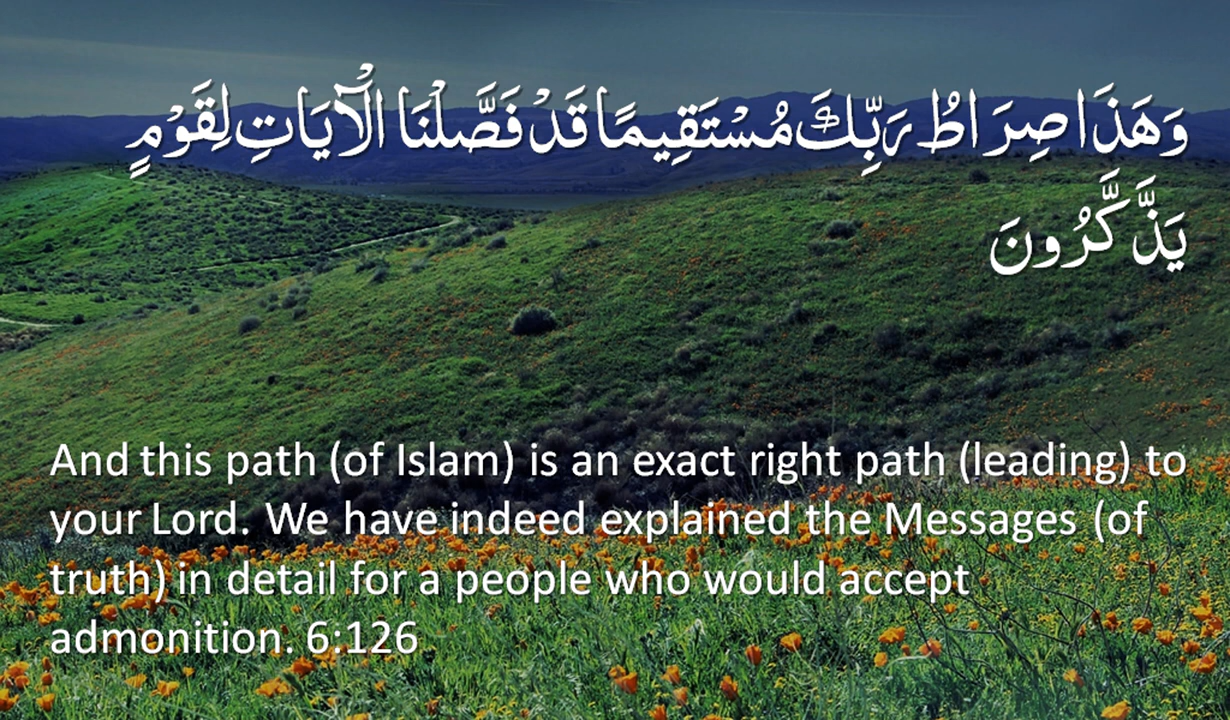 وَهَذَا صِرَاطُ رَبِّكَ مُسْتَقِيمًا قَدْ فَصَّلْنَا الْآيَاتِ لِقَوْمٍ
يَذَّكَّرُونَ
And this path (of Islam) is an exact right path (leading) to
your Lord. We have indeed explained the Messages (of
truth) in detail for a people who would accept
admonition. 6:126